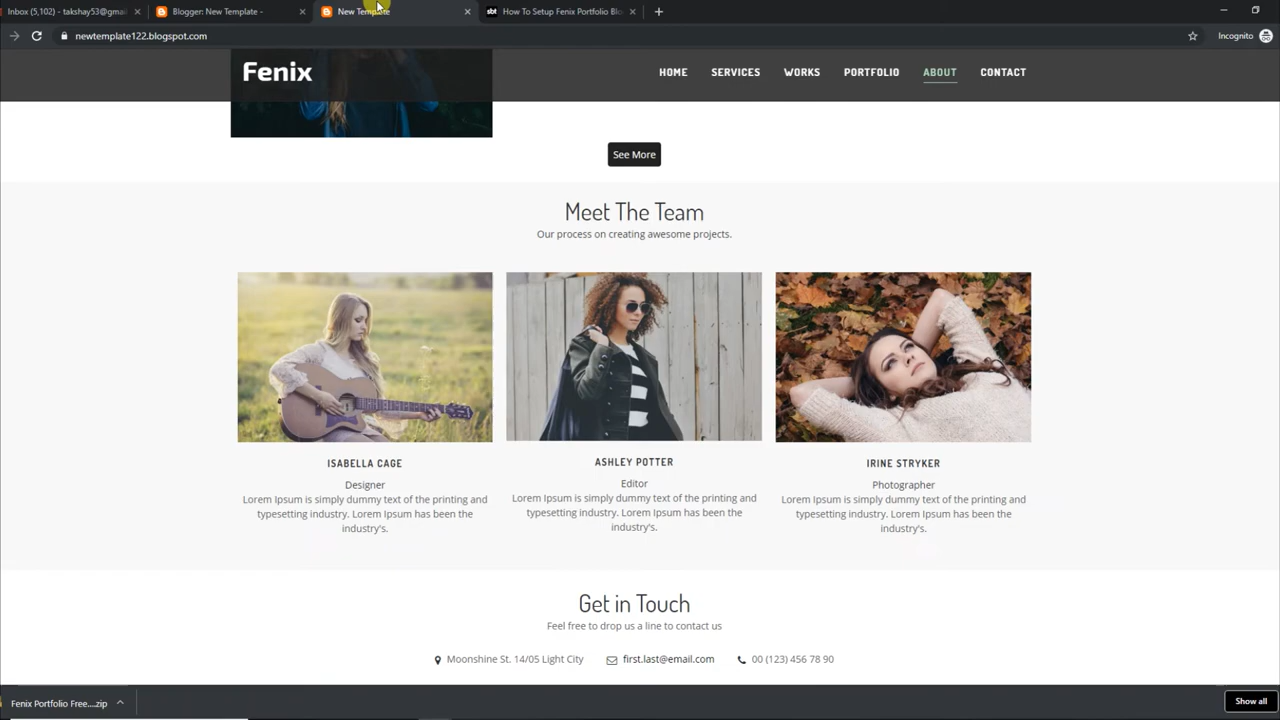 Inbox (5,102) - takshay53@gmai
Blogger: New Template -
New Template
sbt
How To Setup Fenix Portfolio Blo
newtemplate122.blogspot.com
Incognito
Fenix
HOME
SERVICES
WORKS
PORTFOLIO
ABOUT
CONTACT
See More
Meet The Team
Our process on creating awesome projects.
ISABELLA CAGE
Designer
Lorem Ipsum is simply dummy text of the printing and
typesetting industry. Lorem Ipsum has been the
industry's.
ASHLEY POTTER
Editor
Lorem Ipsum is simply dummy text of the printing and
typesetting industry. Lorem Ipsum has been the
industry's.
IRINE STRYKER
Photographer
Lorem Ipsum is simply dummy text of the printing and
typesetting industry. Lorem Ipsum has been the
industry's.
Get in Touch
Feel free to drop us a line to contact us
Moonshine St. 14/05 Light City
first.last@email.com
00 (123) 456 78 90
Fenix Portfolio Free....zip
Show all